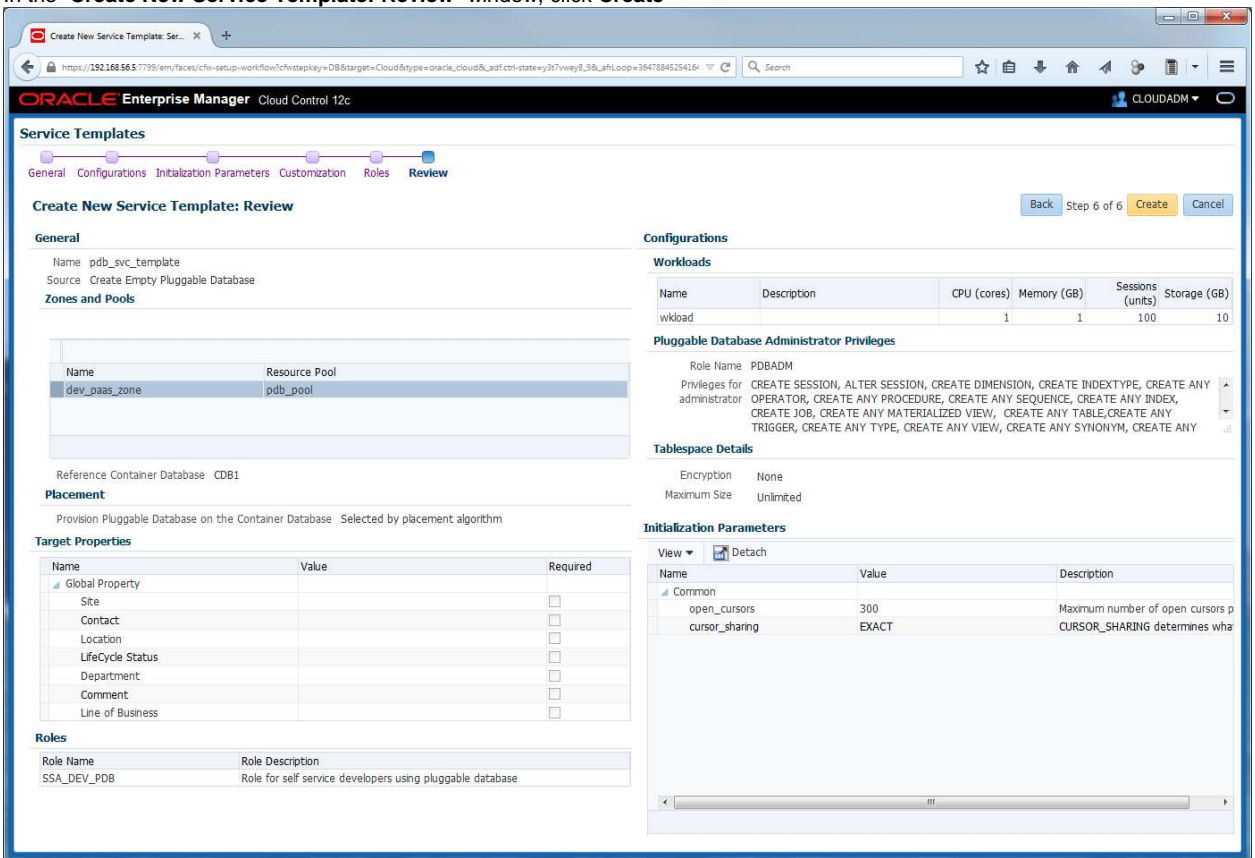 In the "Create New Service Template: Review" window, click Create
Create New Service Template: Ser...
https://192.168.56.5:7799/em/faces/cfw-setup-workflow?cfwstepkey=DB&target=Cloud&type=oracle_cloud&_adf.ctrl-state=y3t7vwey8_9&_afrLoop=3647884525416
Search
ORACLE Enterprise Manager Cloud Control 12c
CLOUDADM
Service Templates
General Configurations Initialization Parameters Customization Roles Review
Create New Service Template: Review
Back Step 6 of 6 Create Cancel
General
Name pdb_svc_template
Source Create Empty Pluggable Database
Zones and Pools
Name Resource Pool
dev_paas_zone pdb_pool
Reference Container Database CDB1
Placement
Provision Pluggable Database on the Container Database Selected by placement algorithm
Target Properties
Name Value Required
Global Property
Site
Contact
Location
LifeCycle Status
Department
Comment
Line of Business
Roles
Role Name Role Description
SSA_DEV_PDB Role for self service developers using pluggable database
Configurations
Workloads
Name Description CPU (cores) Memory (GB) Sessions (units) Storage (GB)
wkload 1 1 100 10
Pluggable Database Administrator Privileges
Role Name PDBADM
Privileges for administrator CREATE SESSION, ALTER SESSION, CREATE DIMENSION, CREATE INDEXTYPE, CREATE ANY
OPERATOR, CREATE ANY PROCEDURE, CREATE ANY SEQUENCE, CREATE ANY INDEX,
CREATE JOB, CREATE ANY MATERIALIZED VIEW, CREATE ANY TABLE,CREATE ANY
TRIGGER, CREATE ANY TYPE, CREATE ANY VIEW, CREATE ANY SYNONYM, CREATE ANY
Tablespace Details
Encryption None
Maximum Size Unlimited
Initialization Parameters
View Detach
Name Value Description
Common
open_cursors 300 Maximum number of open cursors p
cursor_sharing EXACT CURSOR_SHARING determines wha